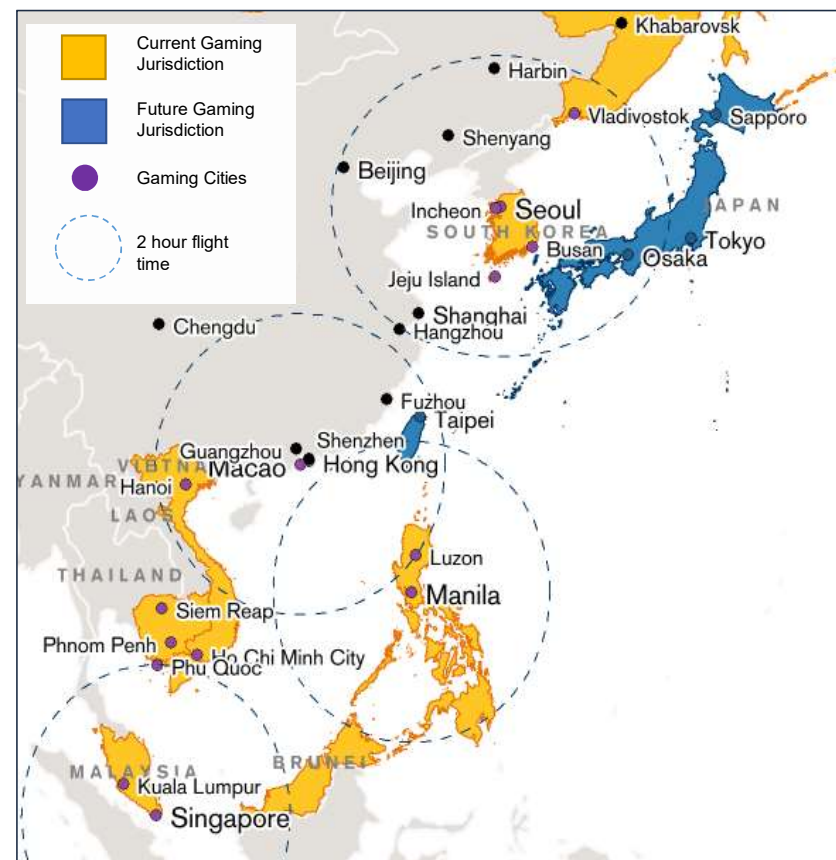 Current Gaming
Jurisdiction
Future Gaming
Jurisdiction
Gaming Cities
2 hour flight
time
Khabarovsk
Harbin
Vladivostok
Sapporo
Shenyang
Beijing
JAPAN
Incheon
Seoul
SOUTH KOREA
Tokyo
Busan
Osaka
Jeju Island
Shanghai
Chengdu
Hangzhou
Fuzhou
Taipei
Shenzhen
Guangzhou
VIETNA
Macao
Hong Kong
YANMAR
Hanoi
LAOS
Luzon
THAILAND
Manila
Siem Reap
Phnom Penh
Ho Chi Minh City
Phu Quoc
BRUNEI
MALAYSIA
Kuala Lumpur
Singapore